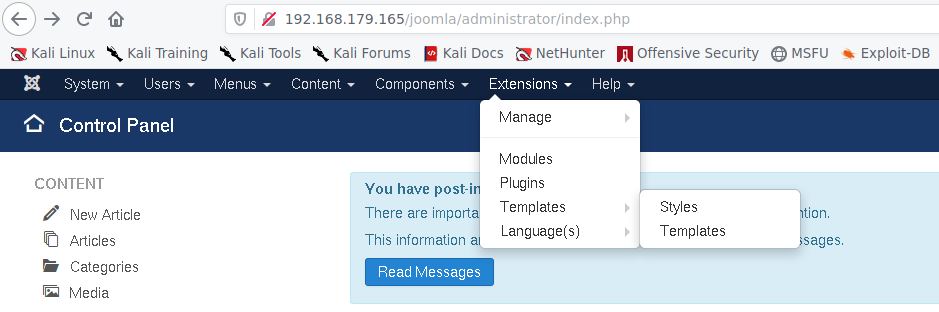 192.168.179.165/joomla/administrator/index.php
Kali Linux Kali Training Kali Tools Kali Forums Kali Docs NetHunter Offensive Security MSFU Exploit-DB
System Users Menus Content Components Extensions Help
Control Panel
Manage
Modules
Plugins
Templates
Language(s)
Styles
Templates
CONTENT
New Article
Articles
Categories
Media
You have post-in
There are importa
ntion.
This information a
ssages.
Read Messages